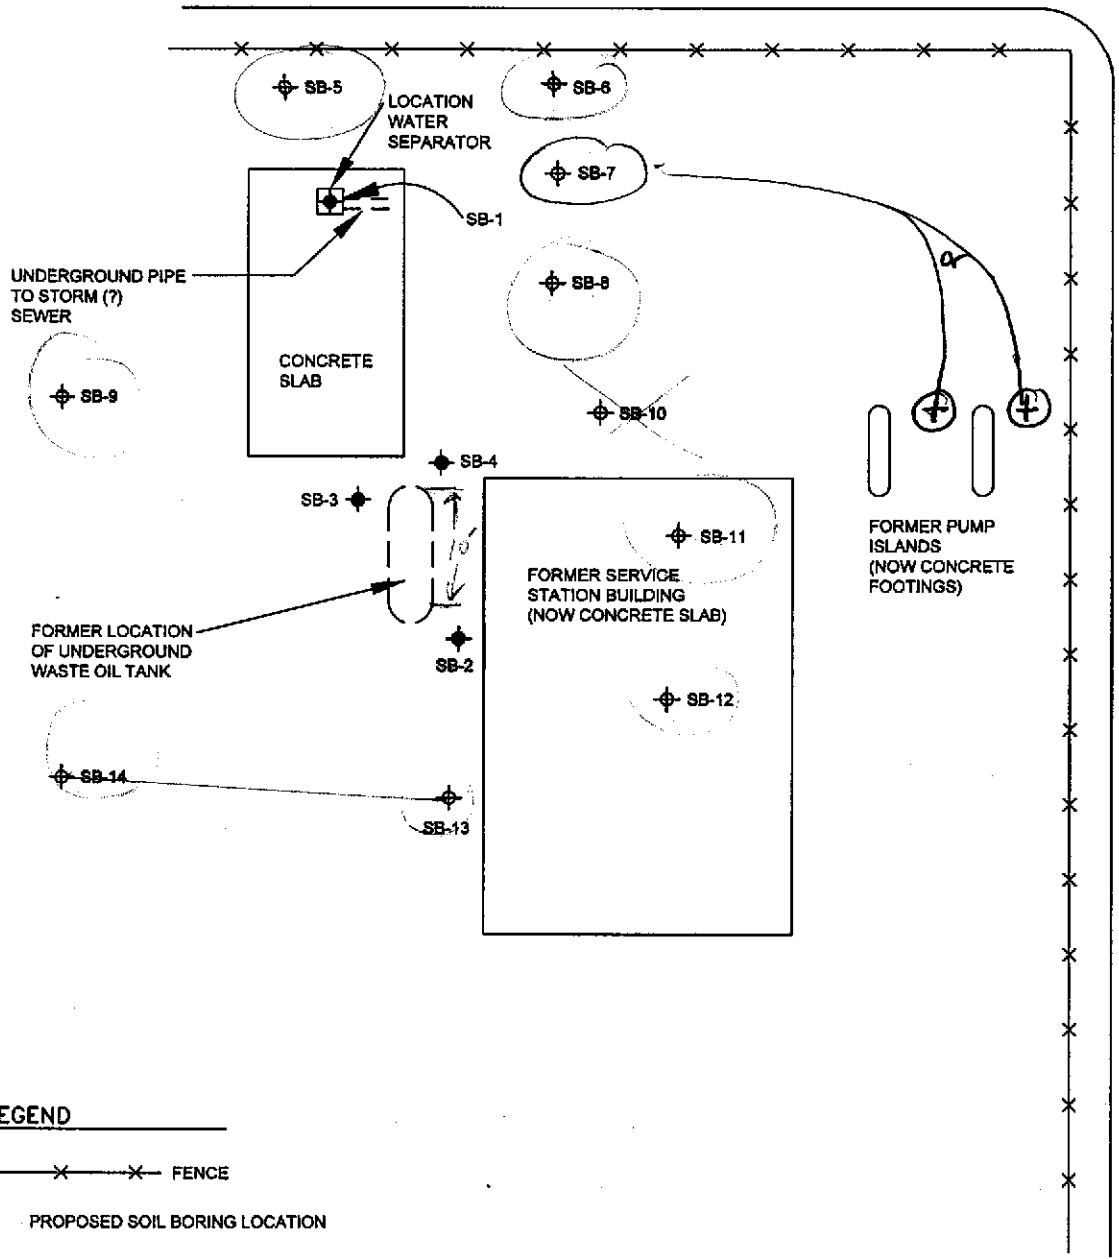 SB-5
SB-6
LOCATION
WATER
SEPARATOR
SB-7
SB-1
UNDERGROUND PIPE
TO STORM (?)
SEWER
SB-8
CONCRETE
SLAB
SB-9
SB-10
SB-4
SB-3
SB-11
FORMER PUMP
ISLANDS
(NOW CONCRETE
FOOTINGS)
FORMER SERVICE
STATION BUILDING
(NOW CONCRETE SLAB)
FORMER LOCATION
OF UNDERGROUND
WASTE OIL TANK
SB-2
SB-12
SB-14
SB-13
EGEND
FENCE
PROPOSED SOIL BORING LOCATION